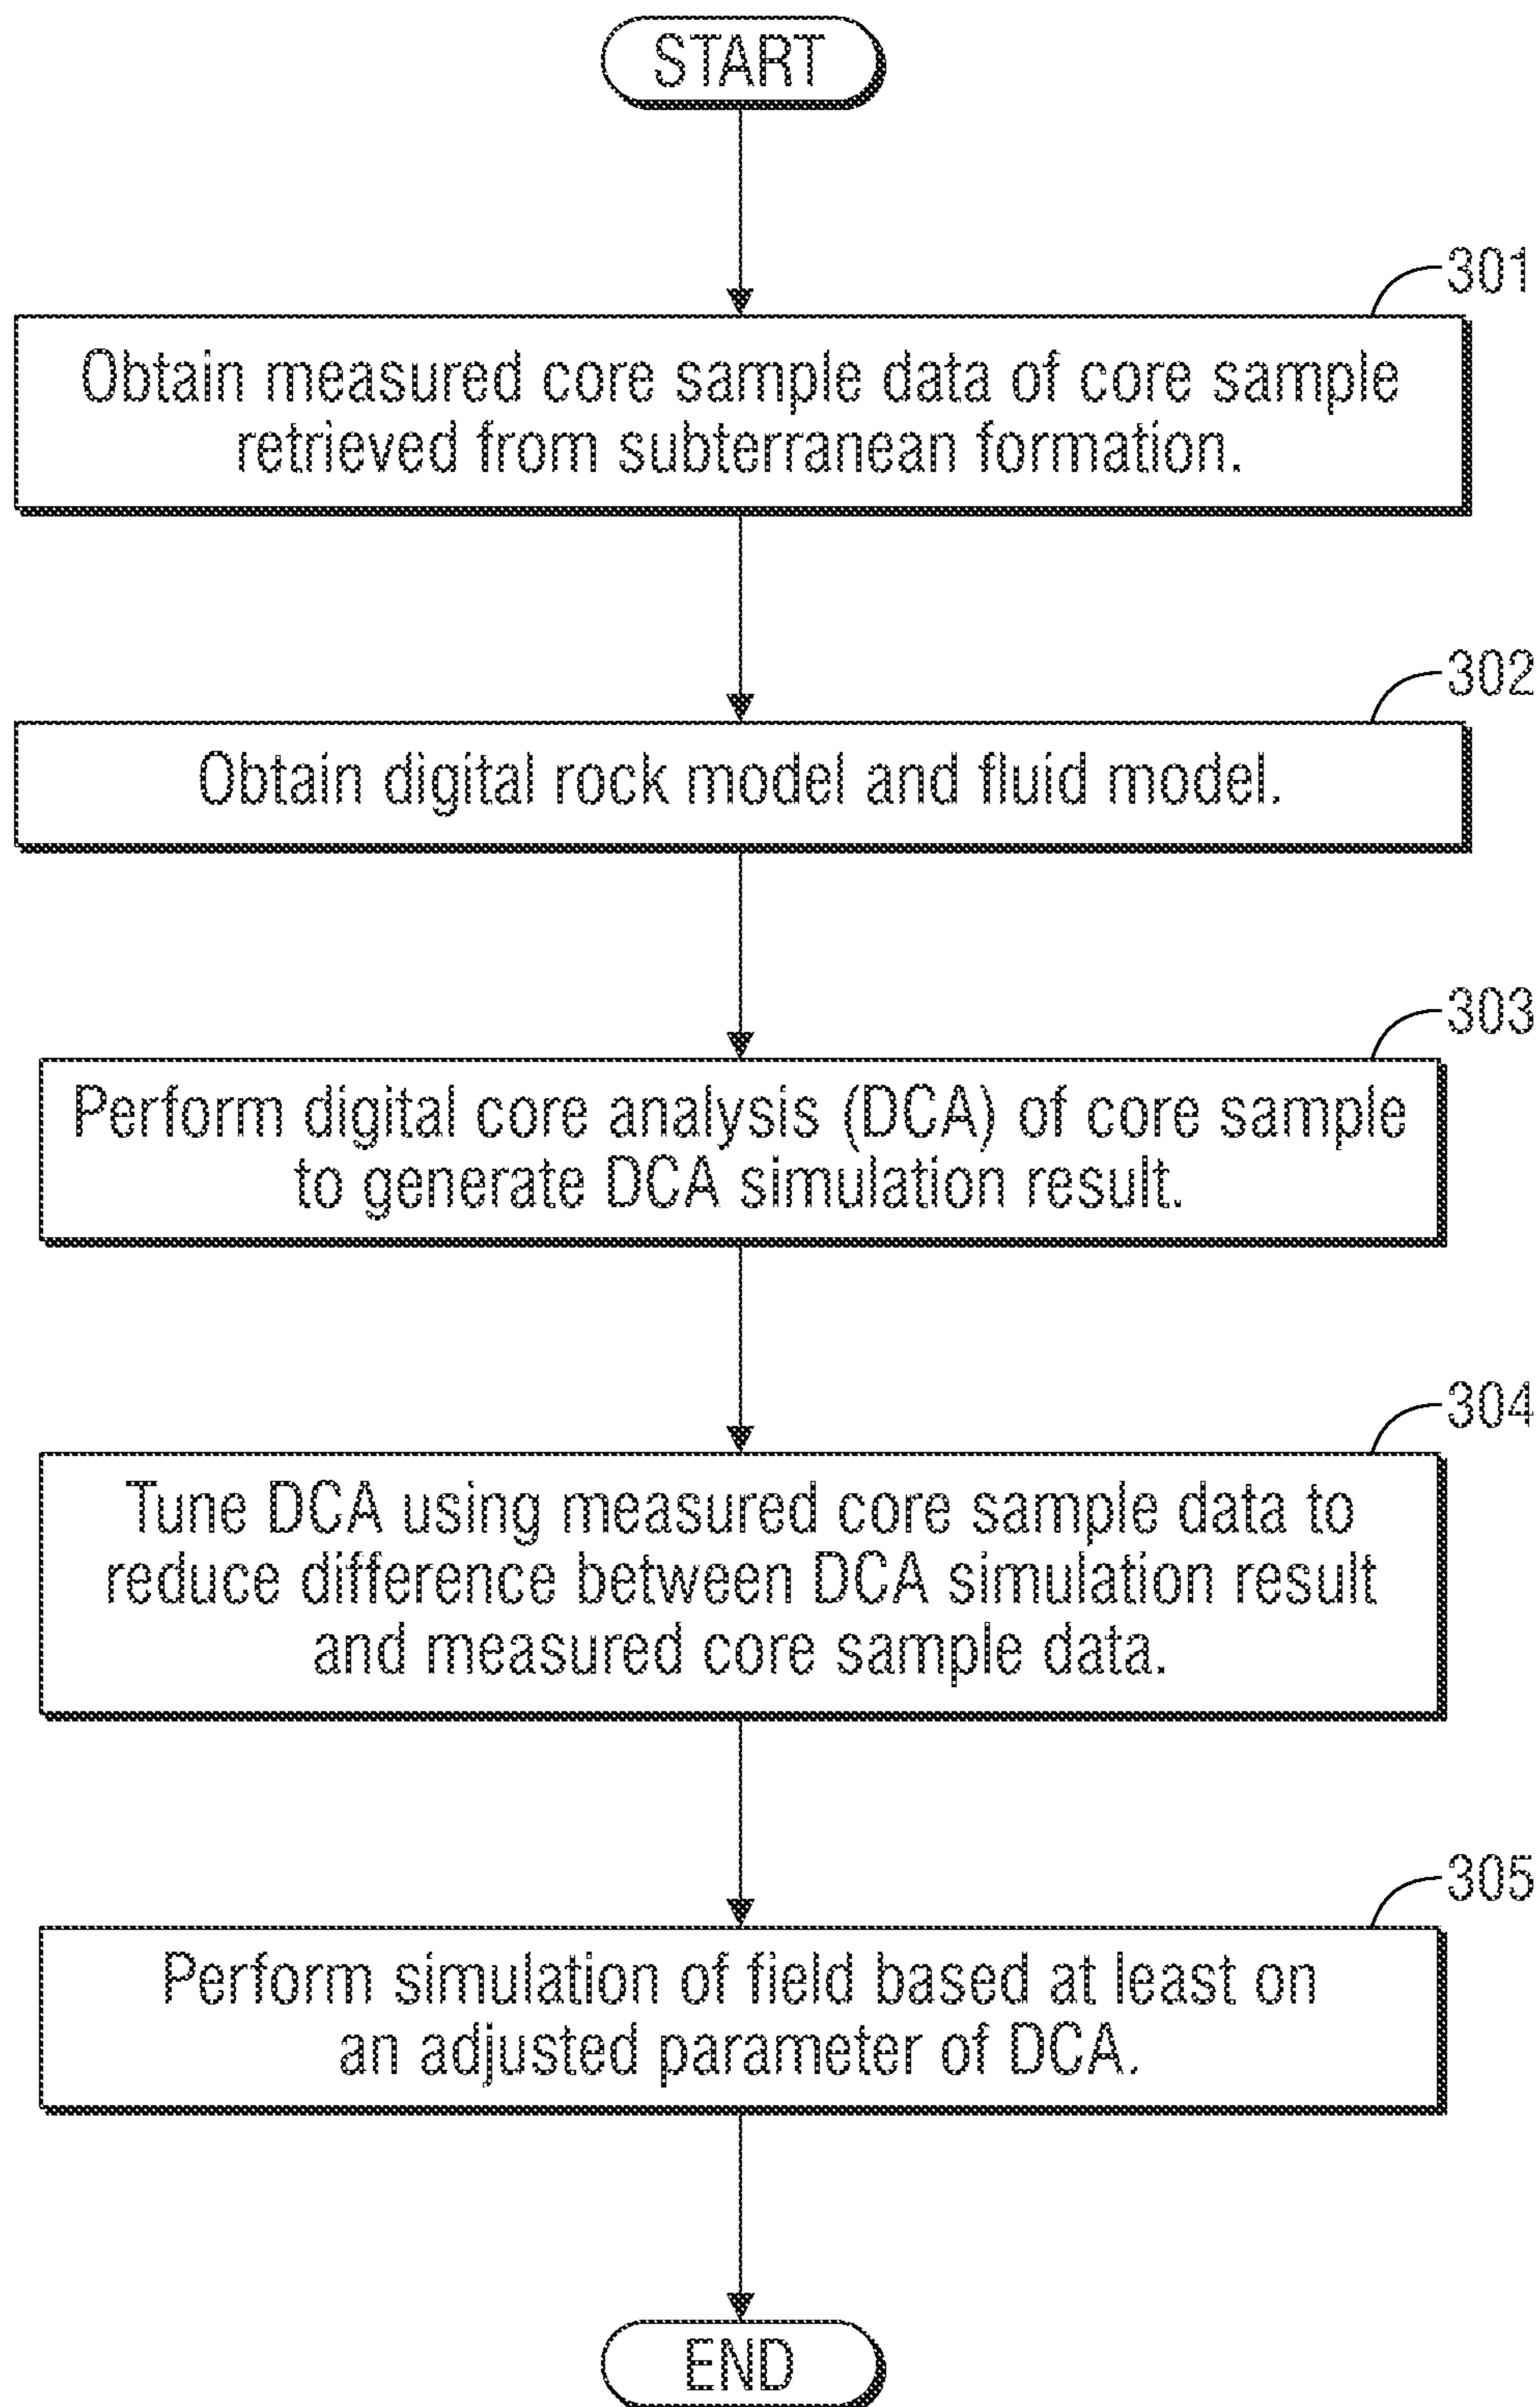 START
301
Obtain measured core sample data of core sample
retrieved from subterranean formation.
302
Obtain digital rock model and fluid model.
303
Perform digital core analysis (DCA) of core sample
to generate DCA simulation result.
304
Tune DCA using measured core sample data to
reduce difference between DCA simulation result
and measured core sample data.
305
Perform simulation of field based at least on
an adjusted parameter of DCA.
END